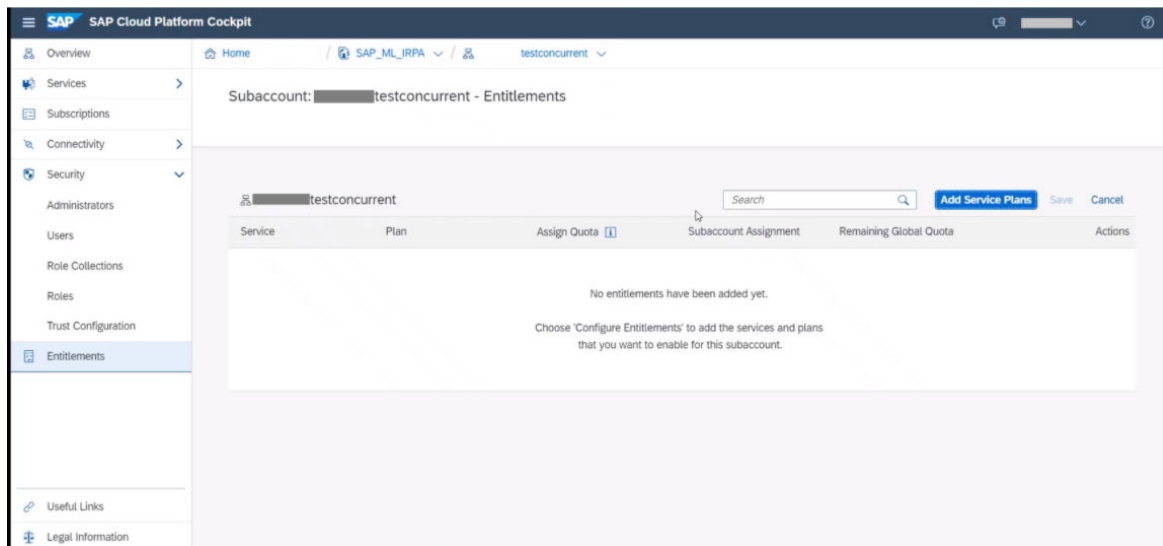 SAP SAP Cloud Platform Cockpit
Overview
Services
Subscriptions
Connectivity
Security
Administrators
Users
Role Collections
Roles
Trust Configuration
Entitlements
Useful Links
Legal Information
Home / SAP_ML_IRPA / testconcurrent
Subaccount: testconcurrent - Entitlements
testconcurrent Search Add Service Plans Save Cancel
Service Plan Assign Quota Subaccount Assignment Remaining Global Quota Actions
No entitlements have been added yet.
Choose 'Configure Entitlements' to add the services and plans
that you want to enable for this subaccount.